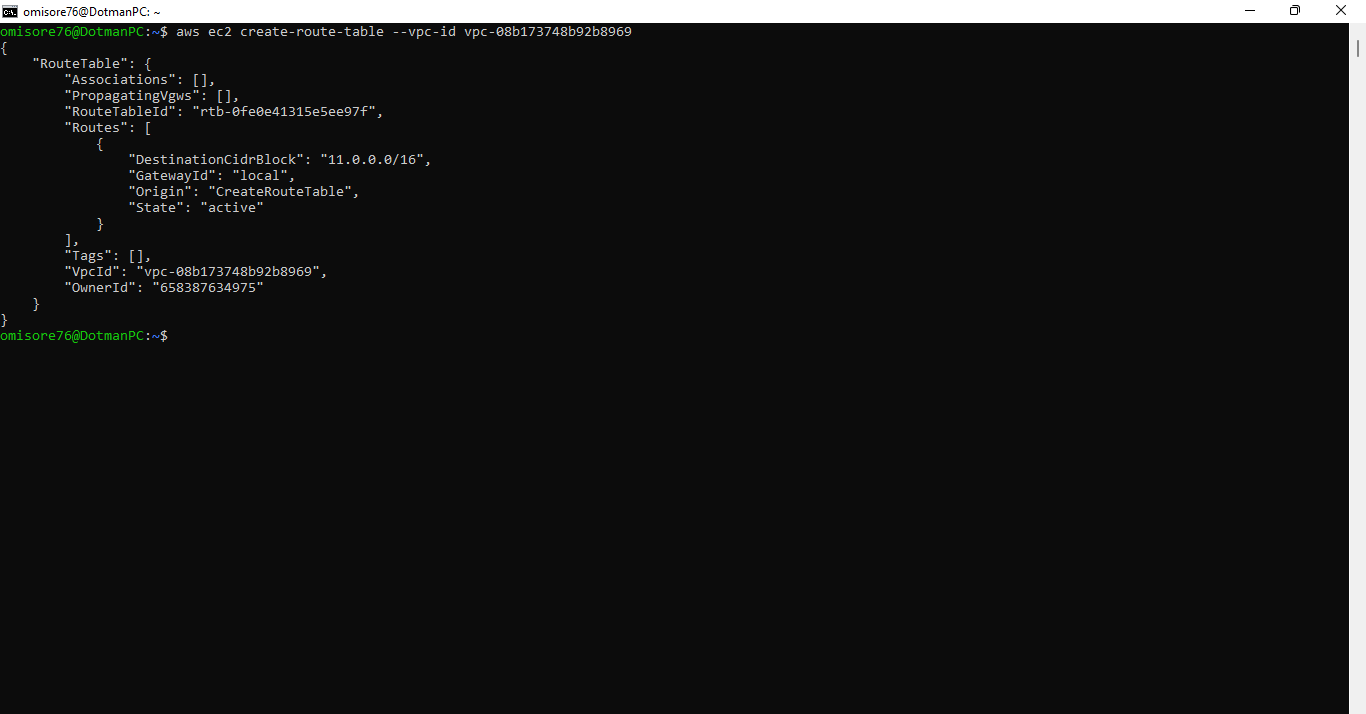 omisore76@DotmanPC: ~
omisore76@DotmanPC:~$ aws ec2 create-route-table --vpc-id vpc-08b173748b92b8969
{
    "RouteTable": {
        "Associations": [],
        "PropagatingVgws": [],
        "RouteTableId": "rtb-0fe0e41315e5ee97f",
        "Routes": [
            {
                "DestinationCidrBlock": "11.0.0.0/16",
                "GatewayId": "local",
                "Origin": "CreateRouteTable",
                "State": "active"
            }
        ],
        "Tags": [],
        "VpcId": "vpc-08b173748b92b8969",
        "OwnerId": "658387634975"
    }
}
omisore76@DotmanPC:~$